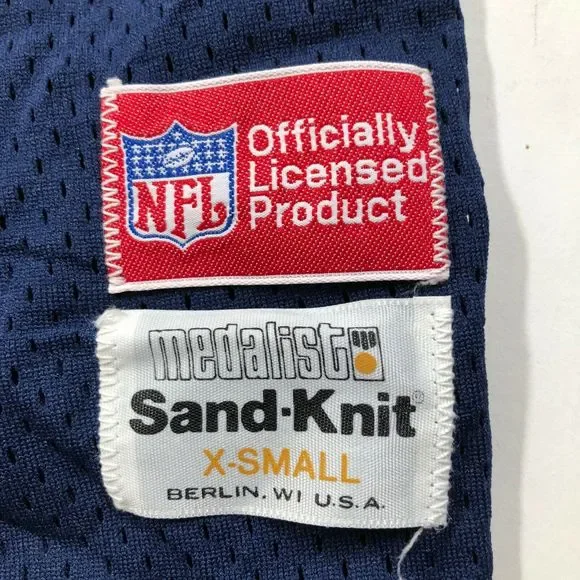 NFL
Officially
Licensed
Product
medalist
Sand-Knit®
X-SMALL
BERLIN, WI U.S.A.